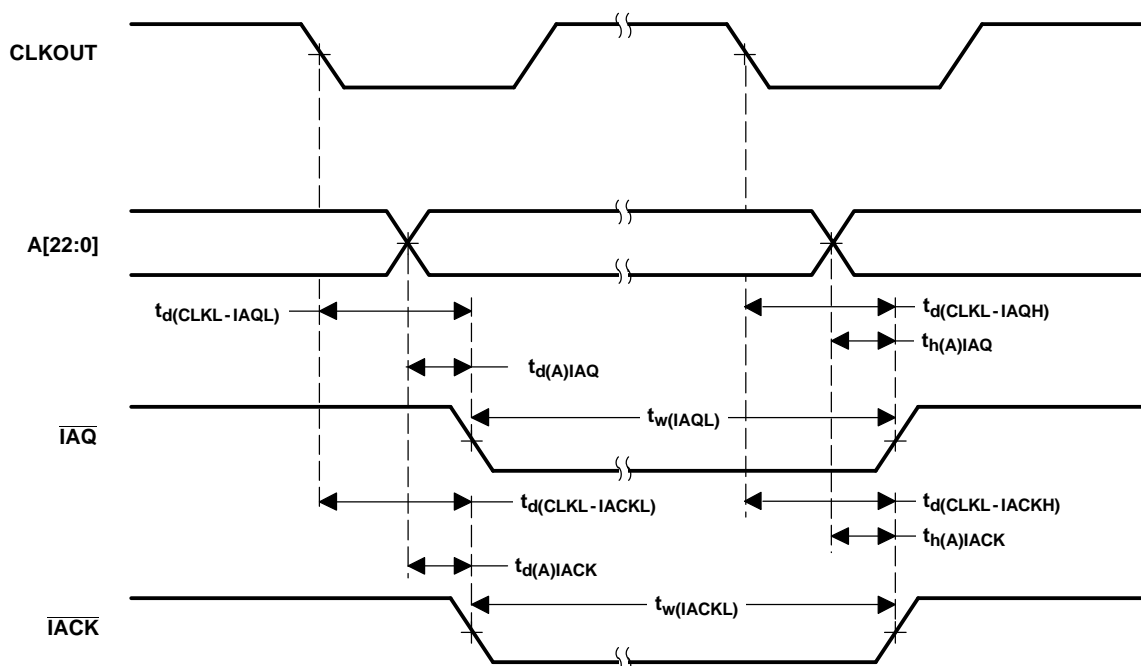 CLKOUT
A[22:0]
td(CLKL-IAQL)
td(CLKL-IAQH)
th(A)IAQ
td(A)IAQ
tw(IAQL)
IAQ
td(CLKL-IACKL)
td(CLKL-IACKH)
th(A)IACK
td(A)IACK
tw(IACKL)
IACK